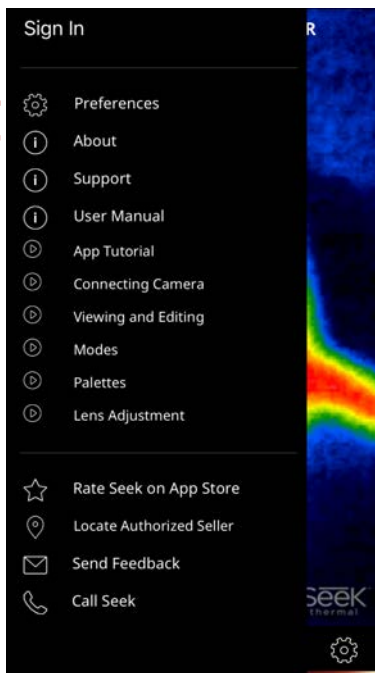 Sign In
R
Preferences
About
Support
User Manual
App Tutorial
Connecting Camera
Viewing and Editing
Modes
Palettes
Lens Adjustment
Rate Seek on App Store
Locate Authorized Seller
Send Feedback
Call Seek
seek
thermal